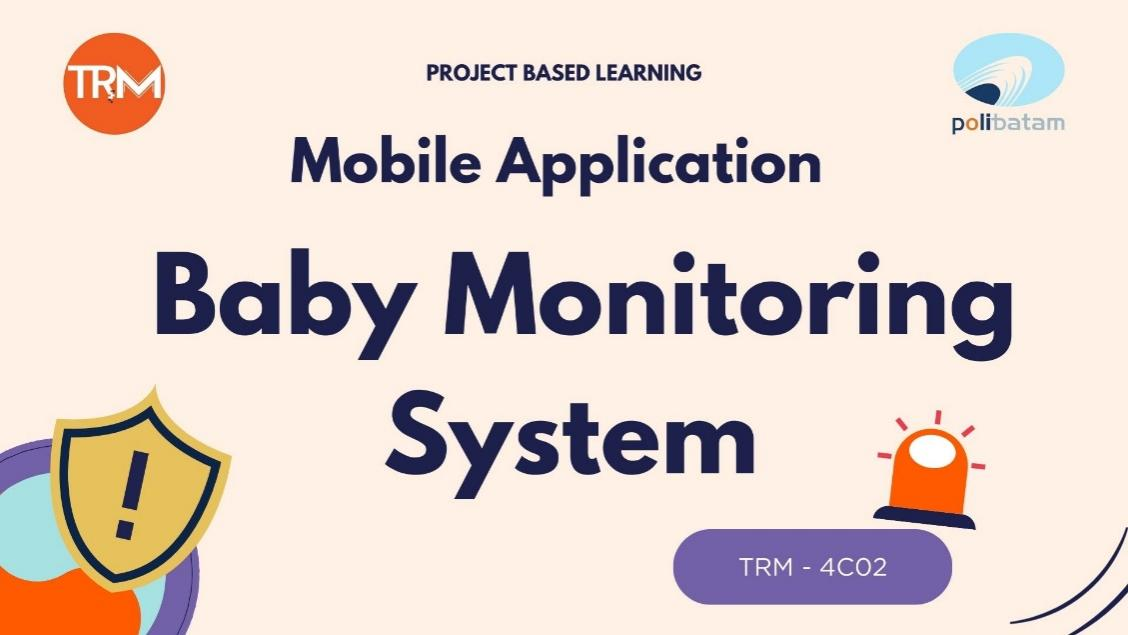 TRM
PROJECT BASED LEARNING
polibatam
Mobile Application
Baby Monitoring
System
!
TRM - 4C02